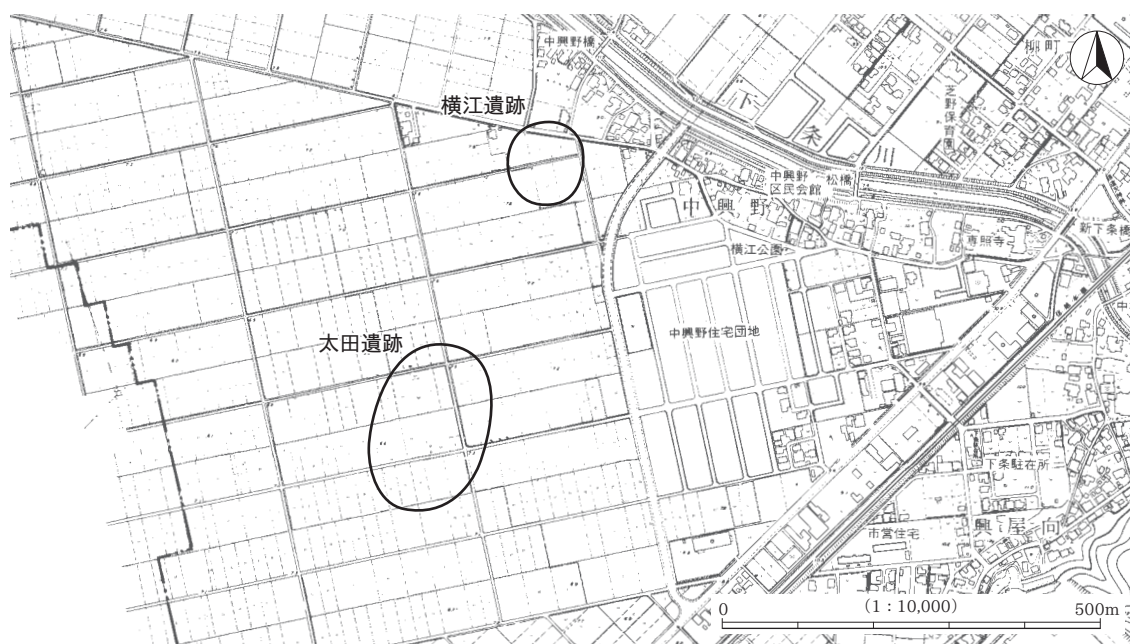 中興野橋
柳町
横江遺跡
下条川
芝野保育園
中興野
区民会館
松橋
中興野
新下条橋
専照寺
横江公園
太田遺跡
中興野住宅団地
下条駐在所
市営住宅
興屋向
0
(1：10,000)
500m